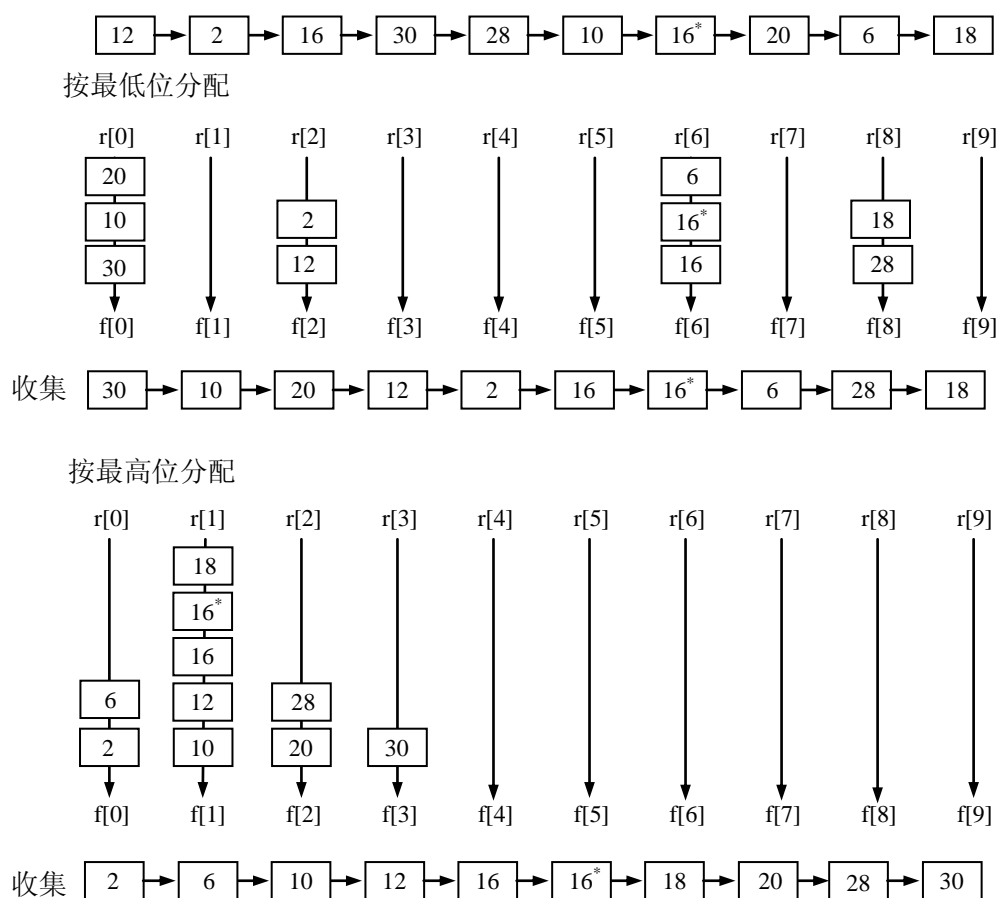 12 2 16 30 28 10 16* 20 6 18
按最低位分配
r[0] r[1] r[2] r[3] r[4] r[5] r[6] r[7] r[8] r[9]
20 6
10 2 16* 18
30 12 16 28
f[0] f[1] f[2] f[3] f[4] f[5] f[6] f[7] f[8] f[9]
收集 30 10 20 12 2 16 16* 6 28 18
按最高位分配
r[0] r[1] r[2] r[3] r[4] r[5] r[6] r[7] r[8] r[9]
18
16*
16
6 12 28
2 10 20 30
f[0] f[1] f[2] f[3] f[4] f[5] f[6] f[7] f[8] f[9]
收集 2 6 10 12 16 16* 18 20 28 30